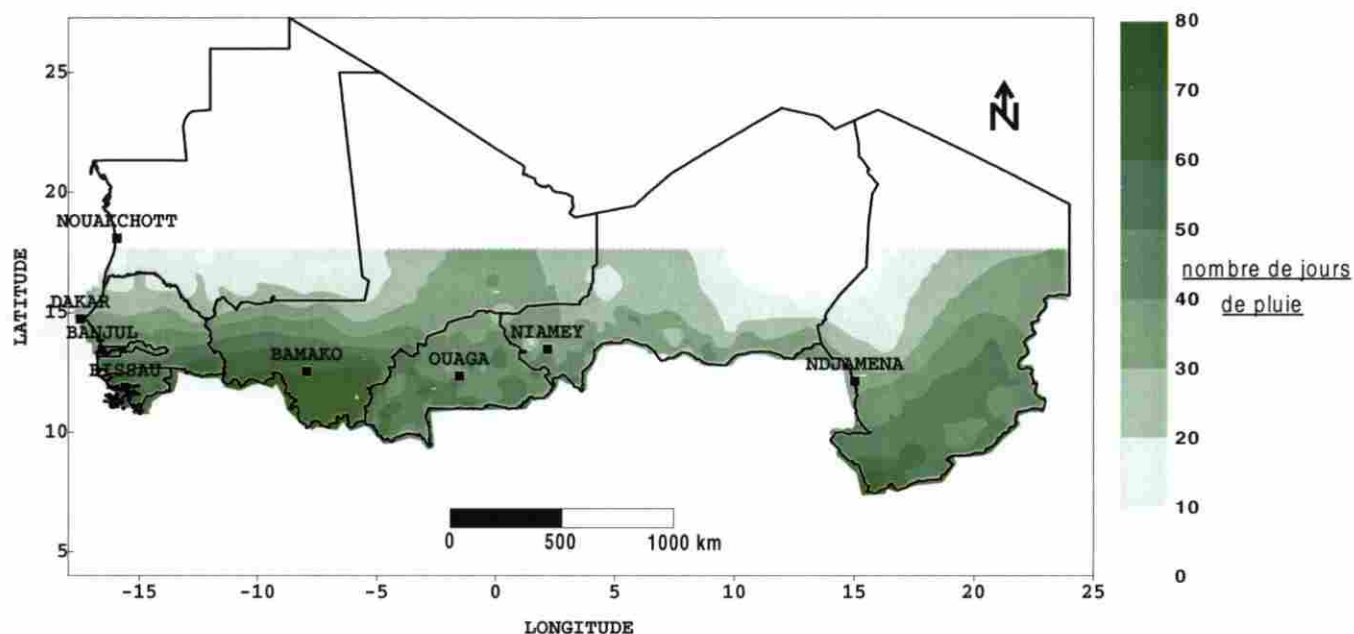 80
70
60
50
40
30
20
10
0
nombre de jours
de pluie
N
25
20
15
10
5
LATITUDE
NOUAKCHOTT
DAKAR
BANJUL
BISSAU
BAMAKO
OUAGA
NIAMEY
NDJAMENA
0 500 1000 km
-15 -10 -5 0 5 10 15 20 25
LONGITUDE